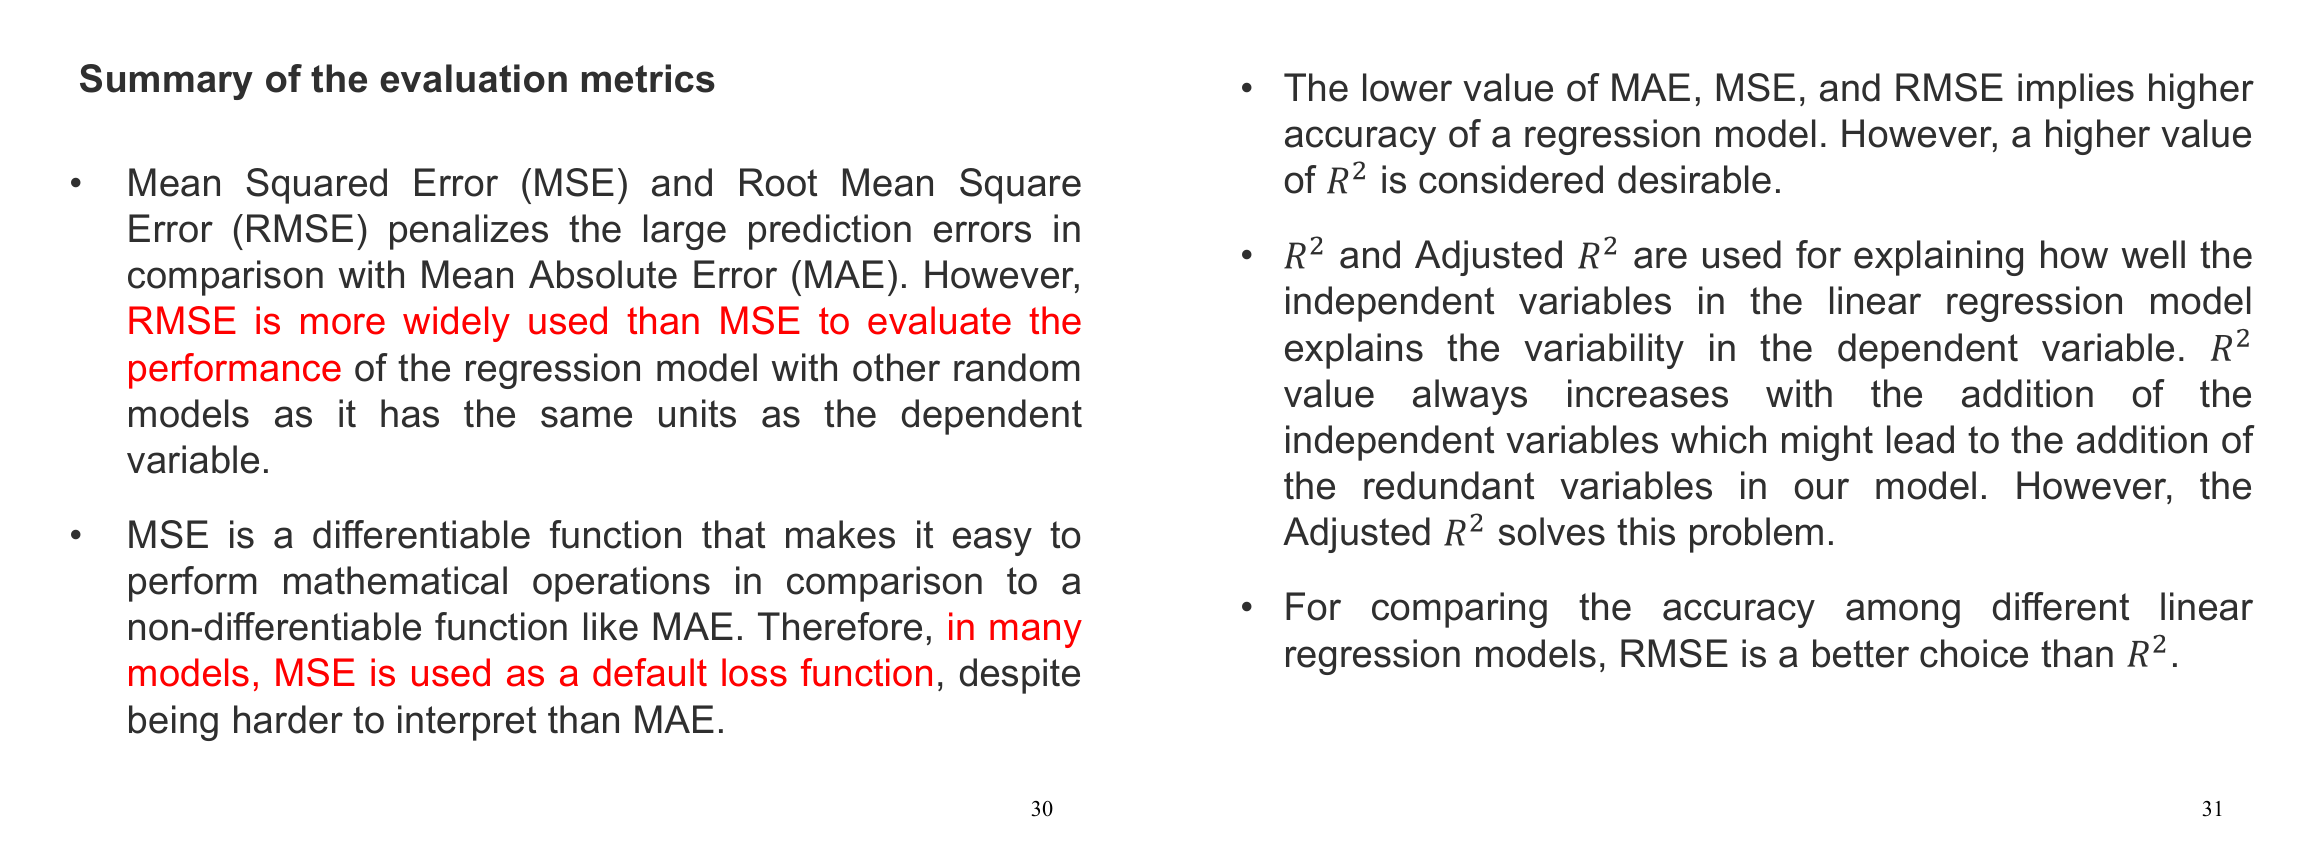 Summary of the evaluation metrics
• Mean Squared Error (MSE) and Root Mean Square
Error (RMSE) penalizes the large prediction errors in
comparison with Mean Absolute Error (MAE). However,
RMSE is more widely used than MSE to evaluate the
performance of the regression model with other random
models as it has the same units as the dependent
variable.
• MSE is a differentiable function that makes it easy to
perform mathematical operations in comparison to a
non-differentiable function like MAE. Therefore, in many
models, MSE is used as a default loss function, despite
being harder to interpret than MAE.
30
• The lower value of MAE, MSE, and RMSE implies higher
accuracy of a regression model. However, a higher value
of R² is considered desirable.
• R² and Adjusted R² are used for explaining how well the
independent variables in the linear regression model
explains the variability in the dependent variable. R²
value always increases with the addition of the
independent variables which might lead to the addition of
the redundant variables in our model. However, the
Adjusted R² solves this problem.
• For comparing the accuracy among different linear
regression models, RMSE is a better choice than R².
31